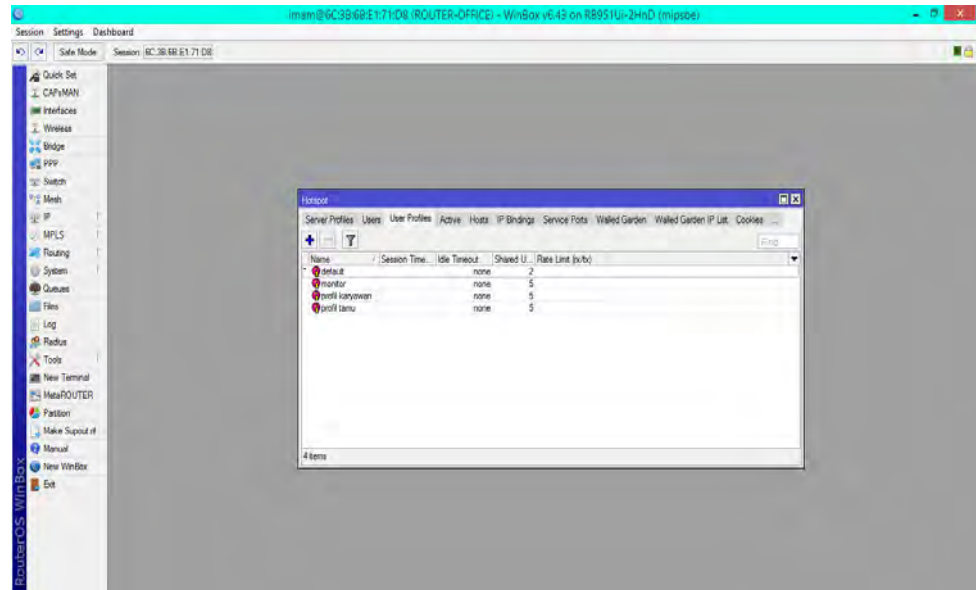 imam@6C:3B:6B:E1:71:D8 (ROUTER-OFFICE) - WinBox v6.43 on RB951Ui-2HnD (mipsbe)
Session Settings Dashboard
Safe Mode Session: 6C:3B:6B:E1:71:D8
Quick Set
CAPsMAN
Interfaces
Wireless
Bridge
PPP
Switch
Mesh
IP
MPLS
Routing
System
Queues
Files
Log
Radius
Tools
New Terminal
MetaROUTER
Partition
Make Supout.rif
Manual
New WinBox
Exit
RouterOS WinBox
Hotspot
Server Profiles Users User Profiles Active Hosts IP Bindings Service Ports Walled Garden Walled Garden IP List Cookies ...
Find
Name Session Time... Idle Timeout Shared U... Rate Limit (rx/tx)
* default none 2
monitor none 5
profil karyawan none 5
profil tamu none 5
4 items